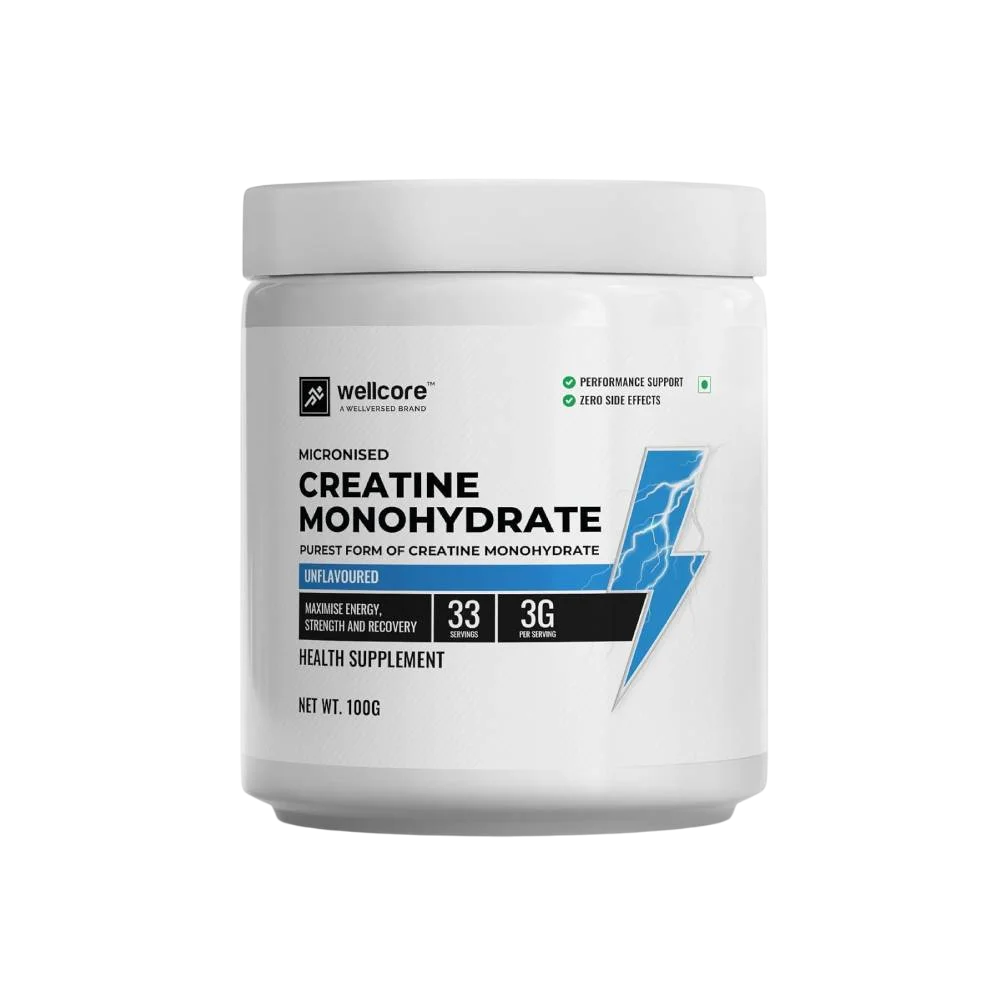 wellcore™
A WELLVERSED BRAND
PERFORMANCE SUPPORT
ZERO SIDE EFFECTS
MICRONISED
CREATINE
MONOHYDRATE
PUREST FORM OF CREATINE MONOHYDRATE
UNFLAVOURED
MAXIMISE ENERGY,
STRENGTH AND RECOVERY
33
SERVINGS
3G
PER SERVING
HEALTH SUPPLEMENT
NET WT. 100G